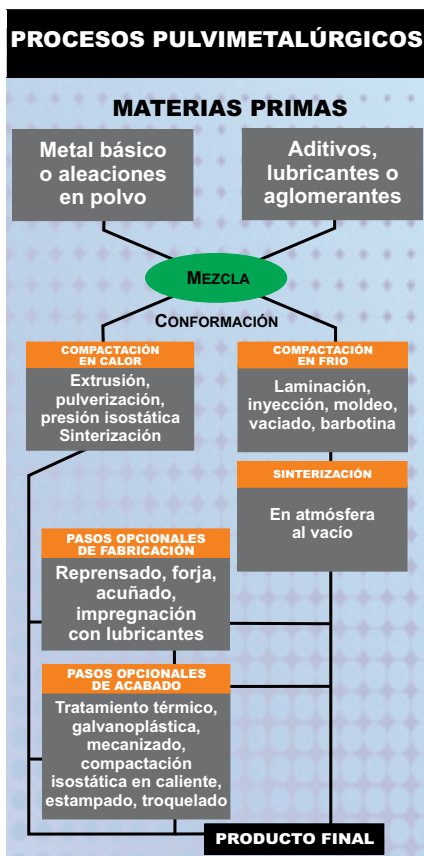 PROCESOS PULVIMETALÚRGICOS
MATERIAS PRIMAS
Metal básico
o aleaciones
en polvo
Aditivos,
lubricantes o
aglomerantes
MEZCLA
CONFORMACIÓN
COMPACTACIÓN
EN CALOR
Extrusión,
pulverización,
presión isostática
Sinterización
COMPACTACIÓN
EN FRIO
Laminación,
inyección, moldeo,
vaciado, barbotina
SINTERIZACIÓN
En atmósfera
al vacío
PASOS OPCIONALES
DE FABRICACIÓN
Reprensado, forja,
acuñado,
impregnación
con lubricantes
PASOS OPCIONALES
DE ACABADO
Tratamiento térmico,
galvanoplástica,
mecanizado,
compactación
isostática en caliente,
estampado, troquelado
PRODUCTO FINAL